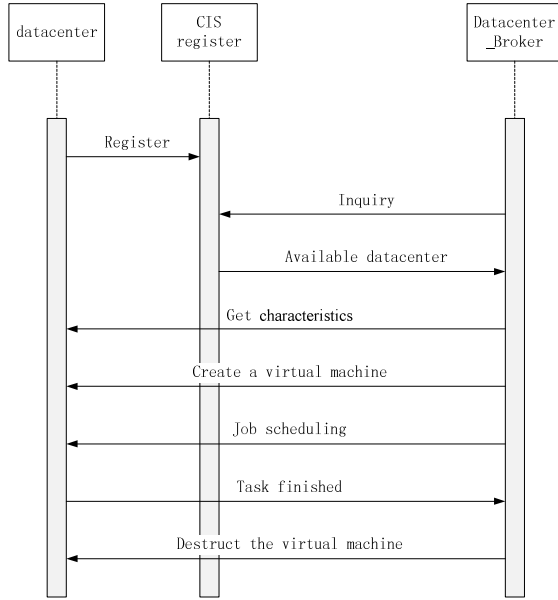 datacenter
CIS
register
Datacenter
_Broker
Register
Inquiry
Available datacenter
Get characteristics
Create a virtual machine
Job scheduling
Task finished
Destruct the virtual machine